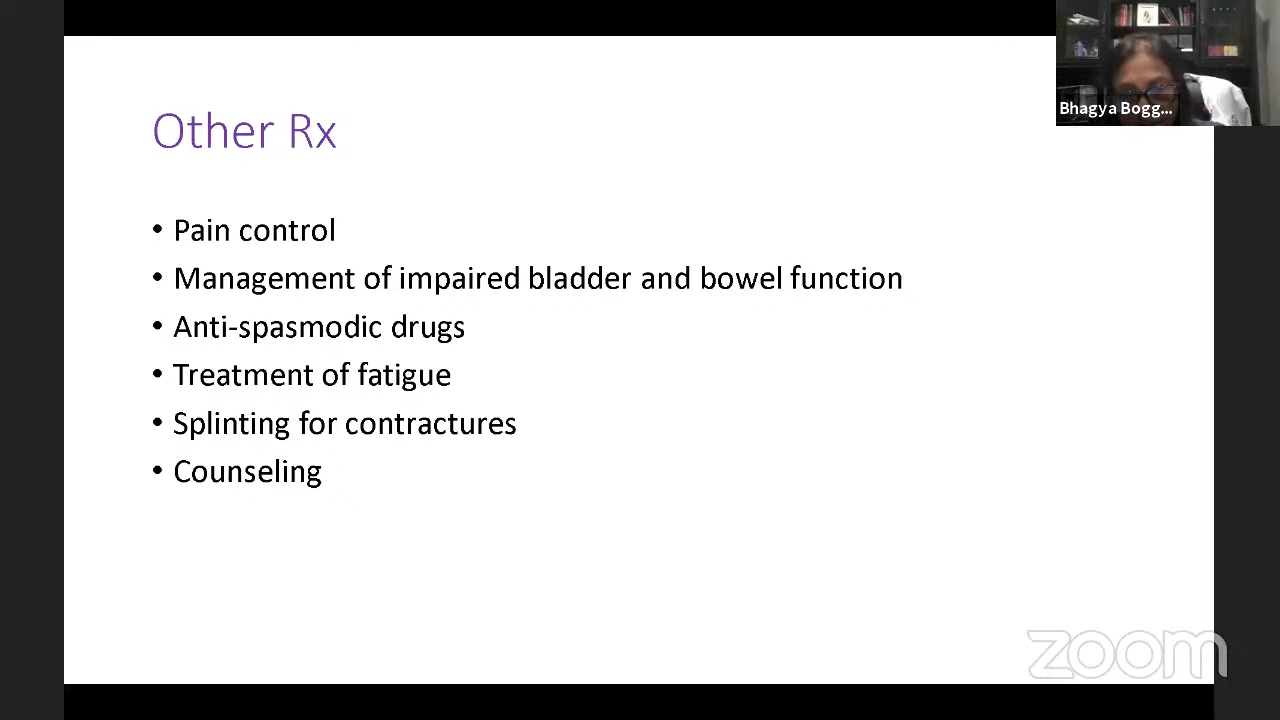 Bhagya Bogg...
Other Rx
• Pain control
• Management of impaired bladder and bowel function
• Anti-spasmodic drugs
• Treatment of fatigue
• Splinting for contractures
• Counseling
zoom